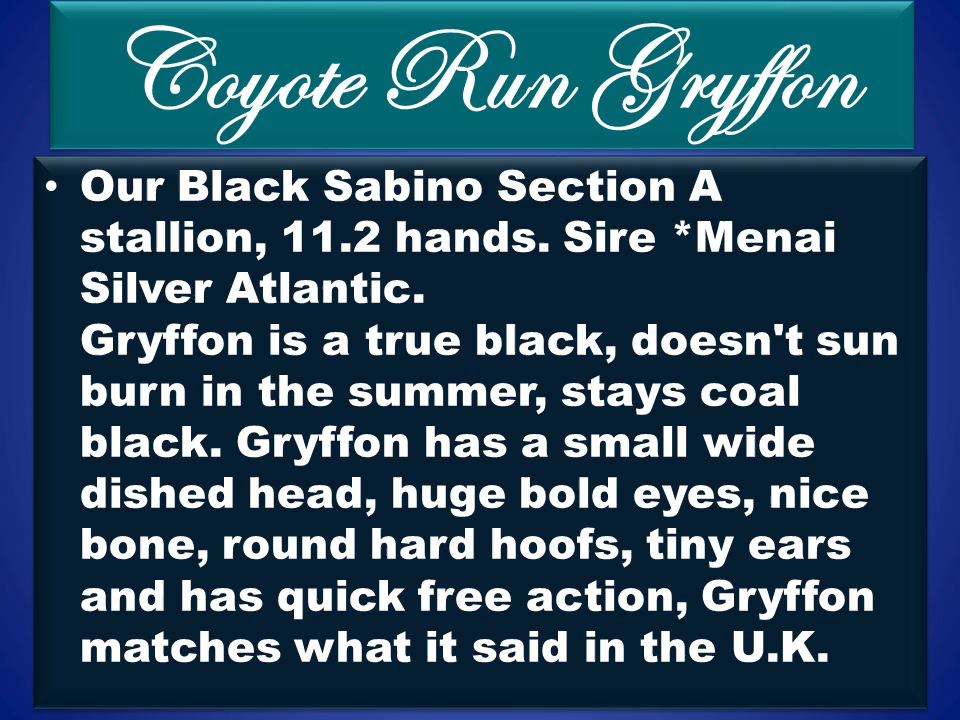 Coyote Run Gryffon
• Our Black Sabino Section A
stallion, 11.2 hands. Sire *Menai
Silver Atlantic.
Gryffon is a true black, doesn't sun
burn in the summer, stays coal
black. Gryffon has a small wide
dished head, huge bold eyes, nice
bone, round hard hoofs, tiny ears
and has quick free action, Gryffon
matches what it said in the U.K.